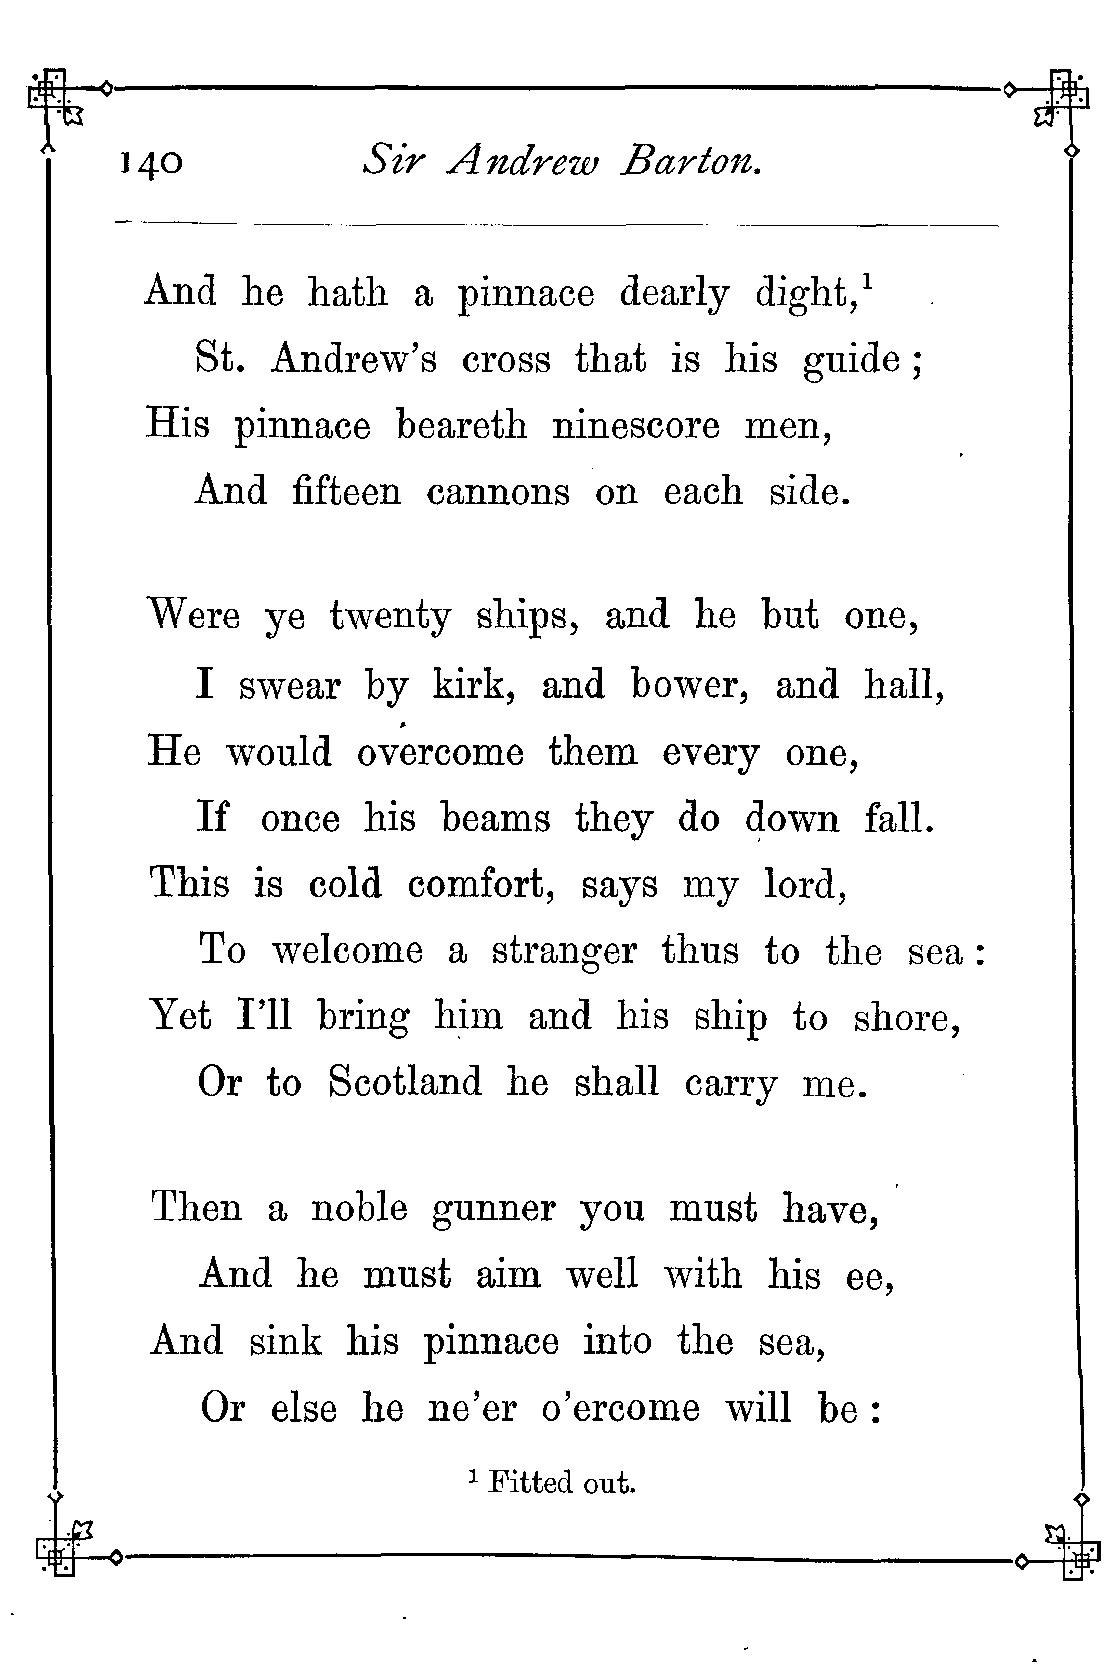 140 Sir Andrew Barton.
And he hath a pinnace dearly dight,¹
St. Andrew's cross that is his guide ;
His pinnace beareth ninescore men,
And fifteen cannons on each side.
Were ye twenty ships, and he but one,
I swear by kirk, and bower, and hall,
He would overcome them every one,
If once his beams they do down fall.
This is cold comfort, says my lord,
To welcome a stranger thus to the sea :
Yet I'll bring him and his ship to shore,
Or to Scotland he shall carry me.
Then a noble gunner you must have,
And he must aim well with his ee,
And sink his pinnace into the sea,
Or else he ne'er o'ercome will be :
¹ Fitted out.